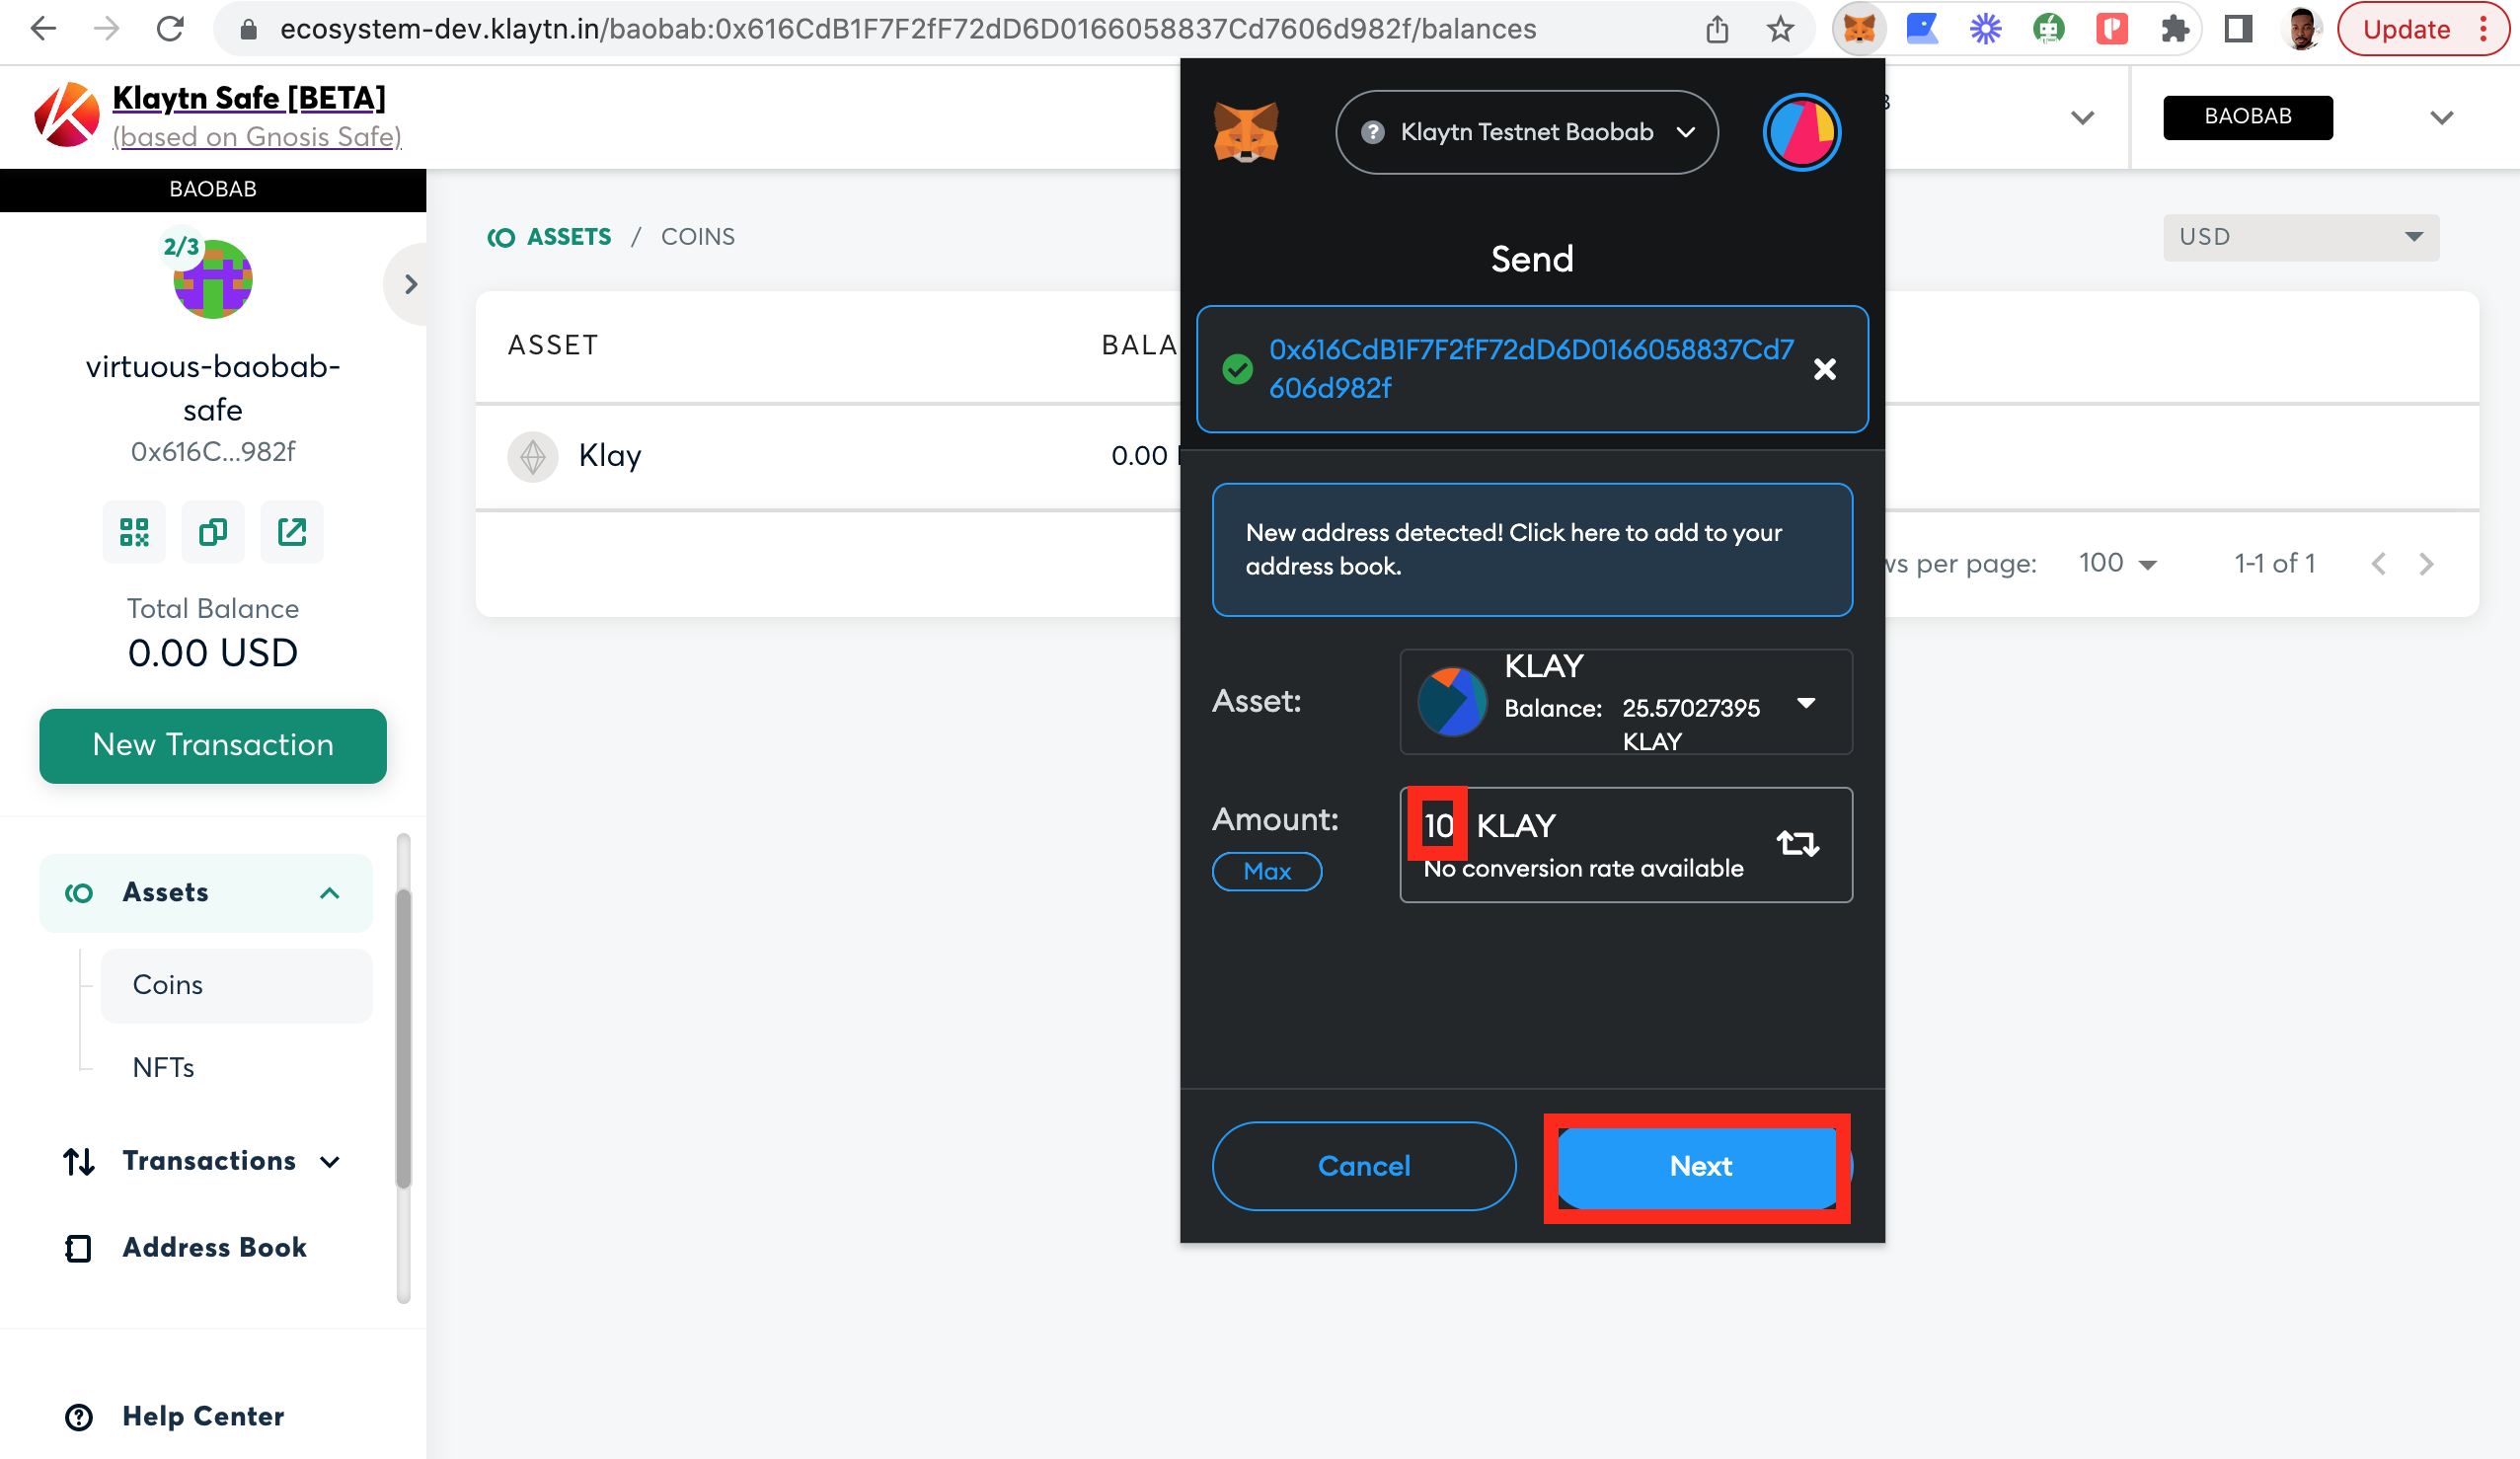 ecosystem-dev.klaytn.in/baobab:0x616CdB1F7F2fF72dD6D0166058837Cd7606d982f/balances
Update
Klaytn Safe [BETA]
(based on Gnosis Safe)
BAOBAB
BAOBAB
2/3
virtuous-baobab-
safe
0x616C...982f
Total Balance
0.00 USD
New Transaction
Assets
Coins
NFTs
Transactions
Address Book
Help Center
ASSETS / COINS
USD
ASSET
BALA
Klay
0.00
s per page:
100
1-1 of 1
Klaytn Testnet Baobab
Send
0x616CdB1F7F2fF72dD6D0166058837Cd7
606d982f
New address detected! Click here to add to your
address book.
Asset:
KLAY
Balance: 25.57027395
KLAY
Amount:
Max
10 KLAY
No conversion rate available
Cancel
Next